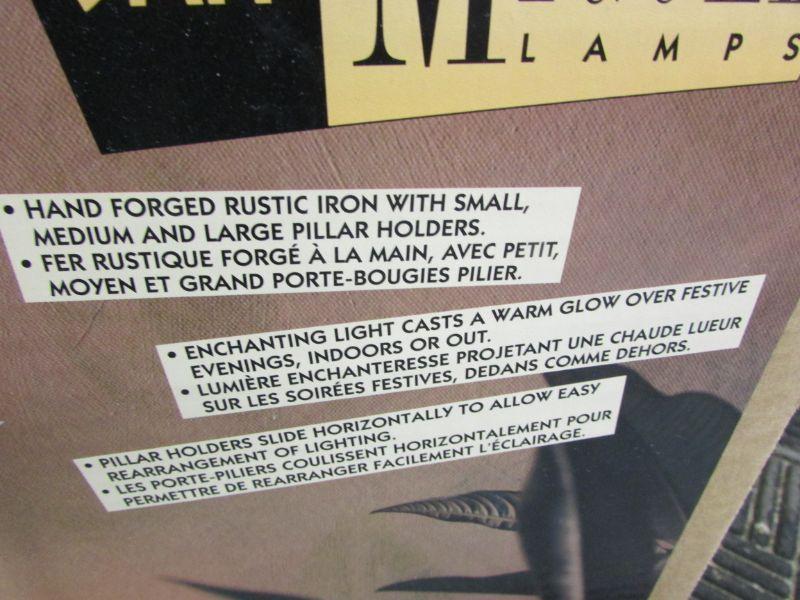 LAMPS
• HAND FORGED RUSTIC IRON WITH SMALL,
MEDIUM AND LARGE PILLAR HOLDERS.
• FER RUSTIQUE FORGÉ À LA MAIN, AVEC PETIT,
MOYEN ET GRAND PORTE-BOUGIES PILIER.
• ENCHANTING LIGHT CASTS A WARM GLOW OVER FESTIVE
EVENINGS, INDOORS OR OUT.
• LUMIÈRE ENCHANTERESSE PROJETANT UNE CHAUDE LUEUR
SUR LES SOIRÉES FESTIVES, DEDANS COMME DEHORS.
• PILLAR HOLDERS SLIDE HORIZONTALLY TO ALLOW EASY
REARRANGEMENT OF LIGHTING.
• LES PORTE-PILIERS COULISSENT HORIZONTALEMENT POUR
PERMETTRE DE REARRANGER FACILEMENT L'ÉCLAIRAGE.